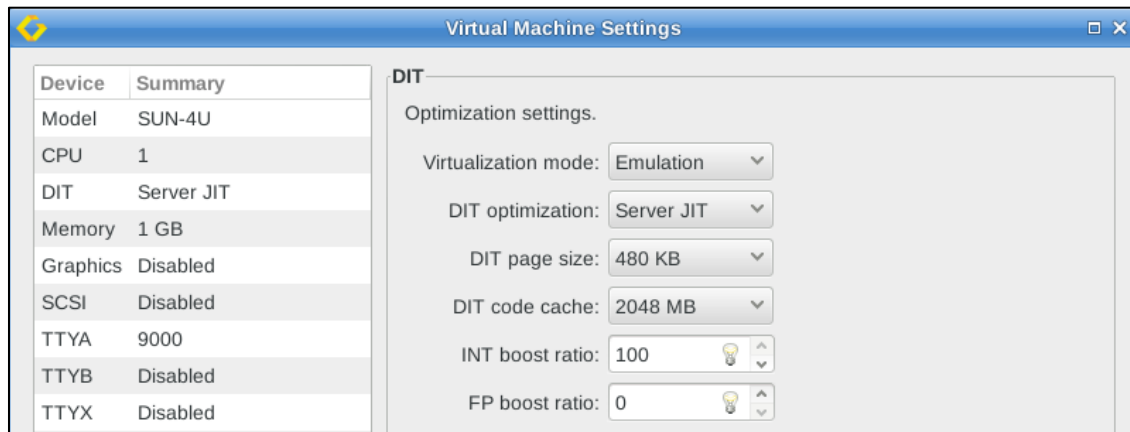 Virtual Machine Settings
Device Summary
Model SUN-4U
CPU 1
DIT Server JIT
Memory 1 GB
Graphics Disabled
SCSI Disabled
TTYA 9000
TTYB Disabled
TTYX Disabled
DIT
Optimization settings.
Virtualization mode: Emulation
DIT optimization: Server JIT
DIT page size: 480 KB
DIT code cache: 2048 MB
INT boost ratio: 100
FP boost ratio: 0